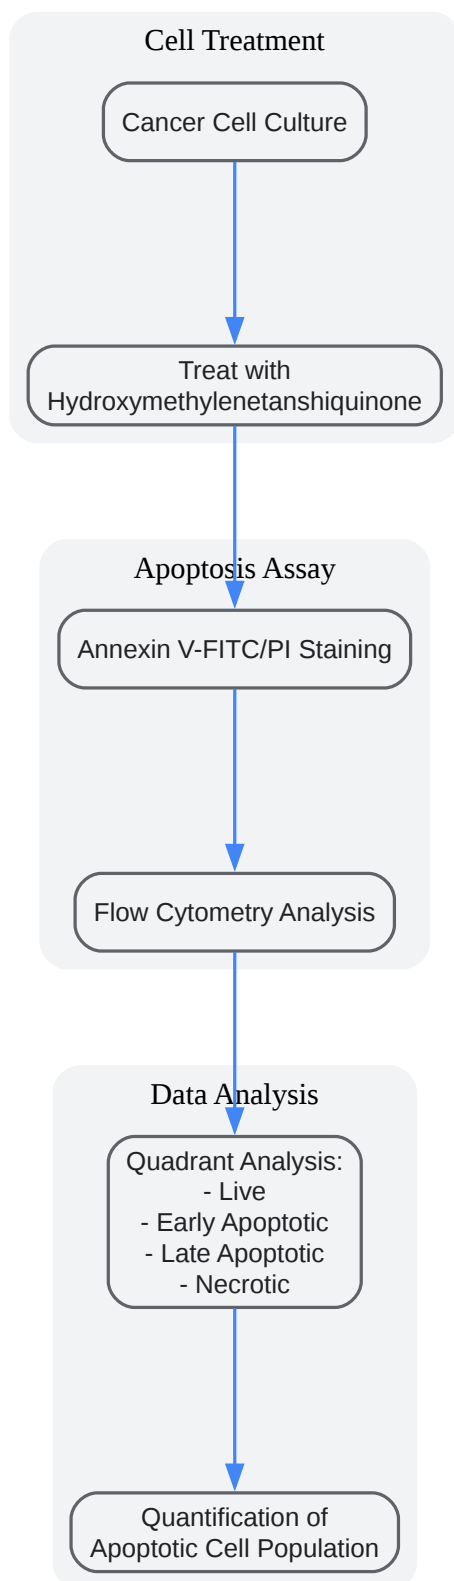 Cell Treatment
Cancer Cell Culture
Treat with
Hydroxymethylenetanshiquinone
Apoptosis Assay
Annexin V-FITC/PI Staining
Flow Cytometry Analysis
Data Analysis
Quadrant Analysis:
- Live
- Early Apoptotic
- Late Apoptotic
- Necrotic
Quantification of
Apoptotic Cell Population